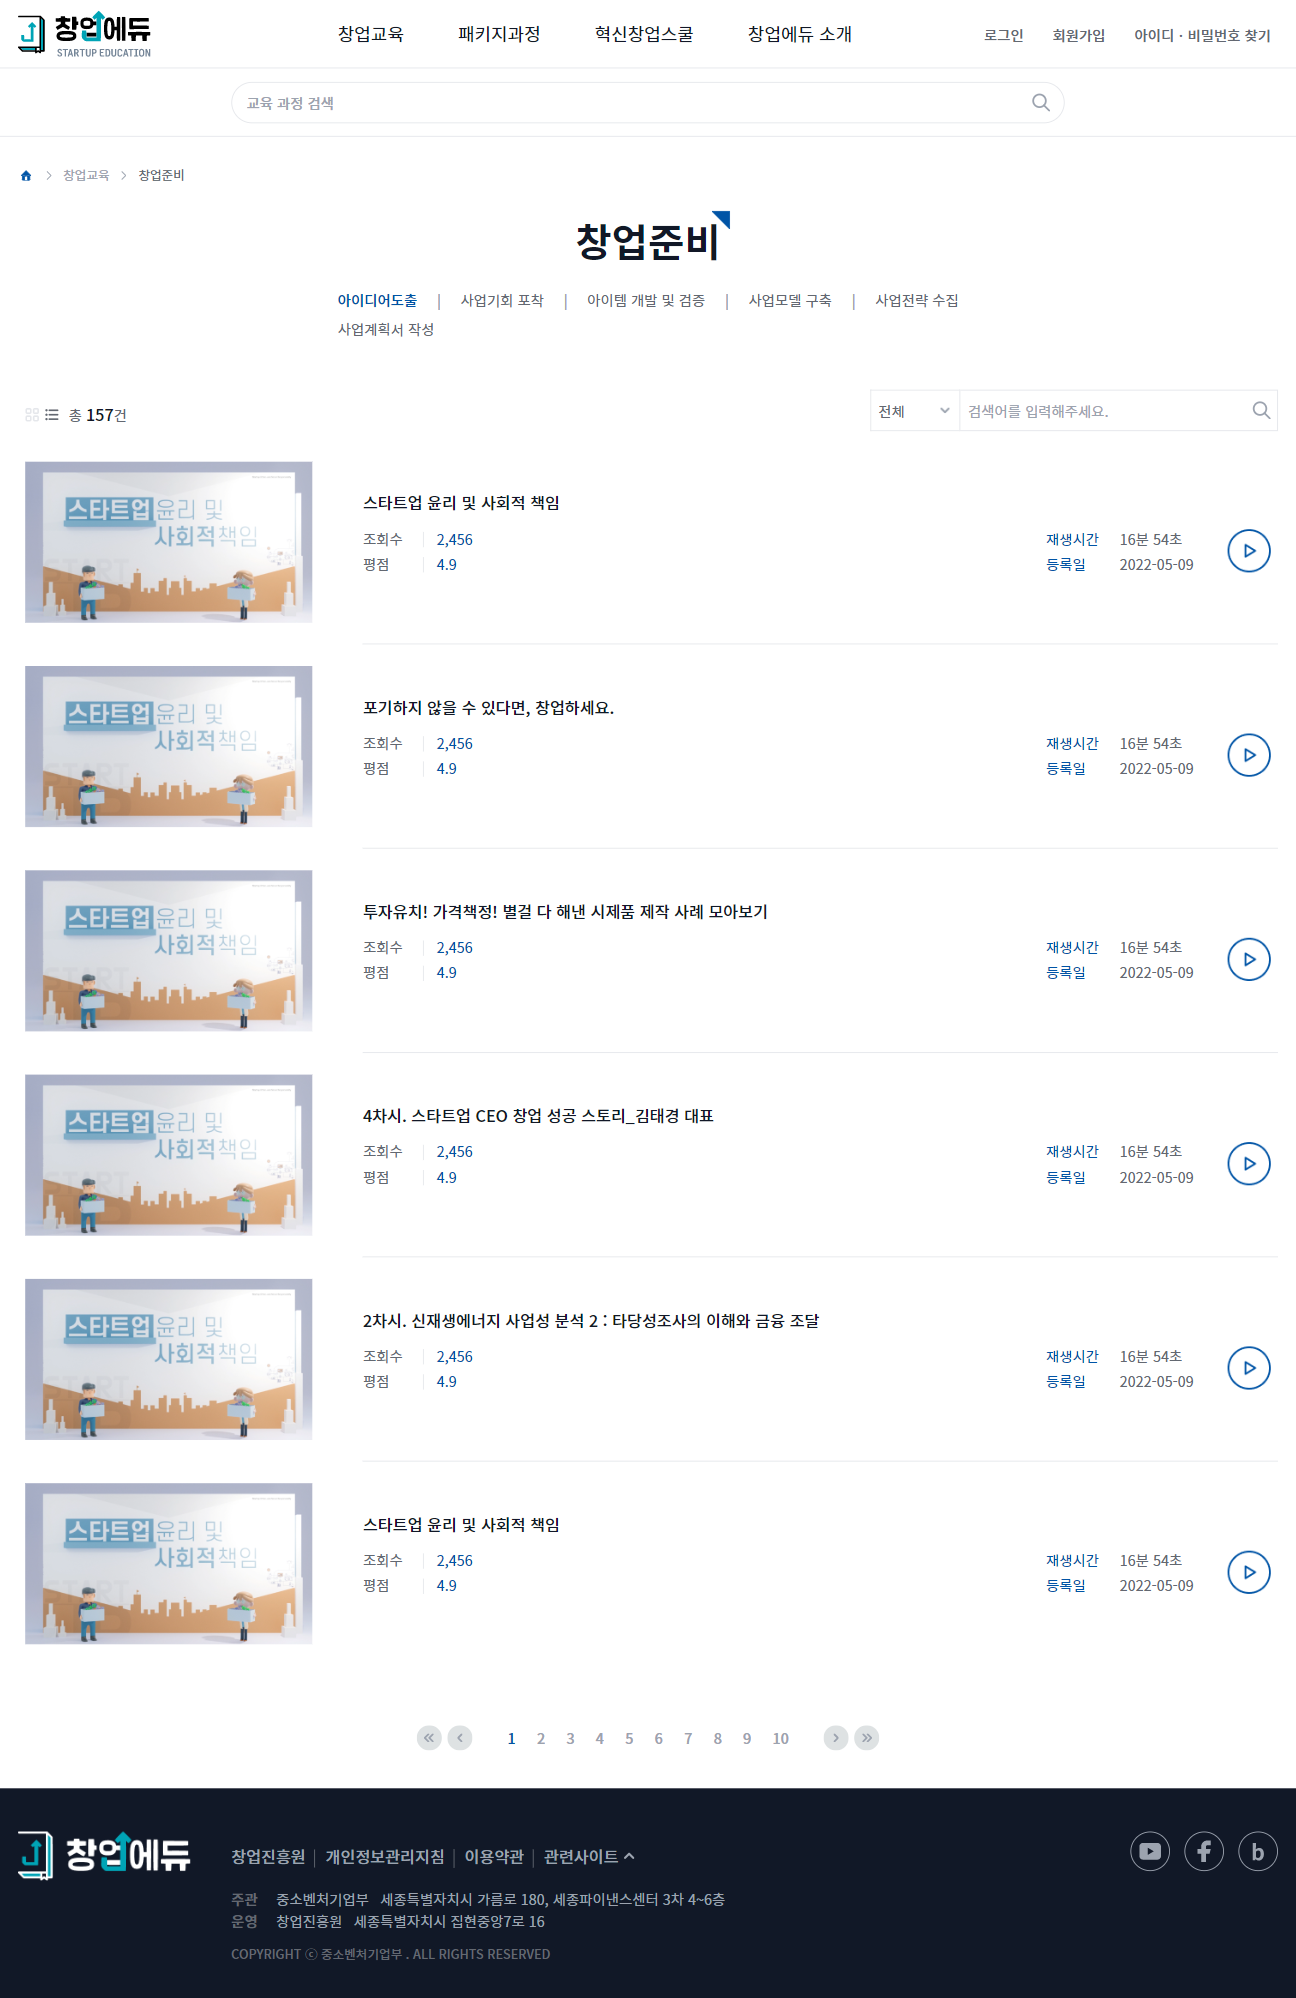 창업에듀
STARTUP EDUCATION
창업교육 패키지과정 혁신창업스쿨 창업에듀 소개
로그인 회원가입 아이디 · 비밀번호 찾기
교육 과정 검색
창업교육 > 창업준비
창업준비
아이디어도출 | 사업기회 포착 | 아이템 개발 및 검증 | 사업모델 구축 | 사업전략 수집
사업계획서 작성
총 157건
전체 검색어를 입력해주세요.
스타트업 윤리 및
사회적책임
START
스타트업 윤리 및 사회적 책임
조회수 2,456 재생시간 16분 54초
평점 4.9 등록일 2022-05-09
스타트업 윤리 및
사회적책임
START
포기하지 않을 수 있다면, 창업하세요.
조회수 2,456 재생시간 16분 54초
평점 4.9 등록일 2022-05-09
스타트업 윤리 및
사회적책임
START
투자유치! 가격책정! 별걸 다 해낸 시제품 제작 사례 모아보기
조회수 2,456 재생시간 16분 54초
평점 4.9 등록일 2022-05-09
스타트업 윤리 및
사회적책임
START
4차시. 스타트업 CEO 창업 성공 스토리_김태경 대표
조회수 2,456 재생시간 16분 54초
평점 4.9 등록일 2022-05-09
스타트업 윤리 및
사회적책임
START
2차시. 신재생에너지 사업성 분석 2 : 타당성조사의 이해와 금융 조달
조회수 2,456 재생시간 16분 54초
평점 4.9 등록일 2022-05-09
스타트업 윤리 및
사회적책임
START
스타트업 윤리 및 사회적 책임
조회수 2,456 재생시간 16분 54초
평점 4.9 등록일 2022-05-09
1 2 3 4 5 6 7 8 9 10
창업에듀
창업진흥원 | 개인정보관리지침 | 이용약관 | 관련사이트
주관 중소벤처기업부 세종특별자치시 가름로 180, 세종파이낸스센터 3차 4~6층
운영 창업진흥원 세종특별자치시 집현중앙7로 16
COPYRIGHT ⓒ 중소벤처기업부 . ALL RIGHTS RESERVED